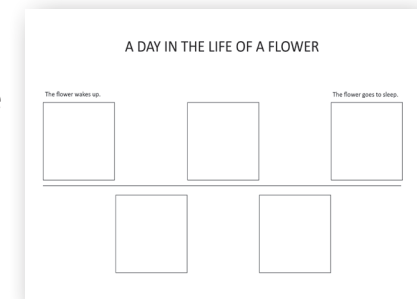 A DAY IN THE LIFE OF A FLOWER
The flower wakes up.
The flower goes to sleep.